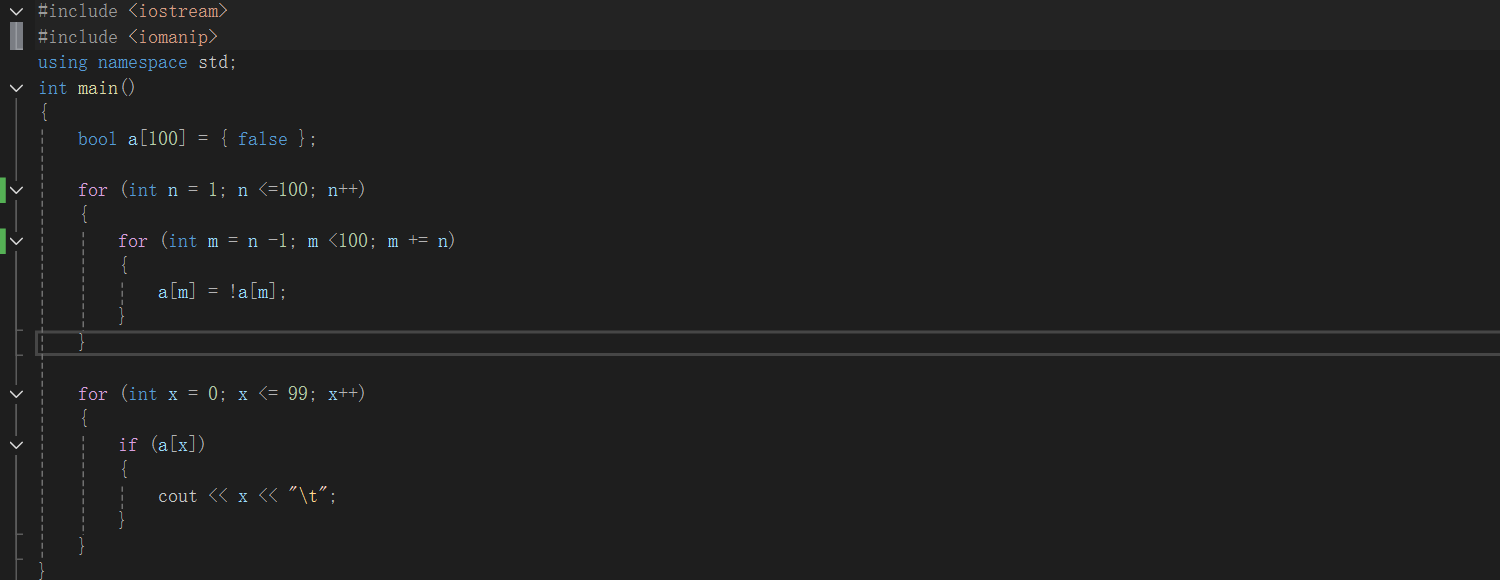 #include <iostream>
#include <iomanip>
using namespace std;
int main()
{
    bool a[100] = { false };

    for (int n = 1; n <=100; n++)
    {
        for (int m = n -1; m <100; m += n)
        {
            a[m] = !a[m];
        }
    }

    for (int x = 0; x <= 99; x++)
    {
        if (a[x])
        {
            cout << x << "\t";
        }
    }
}